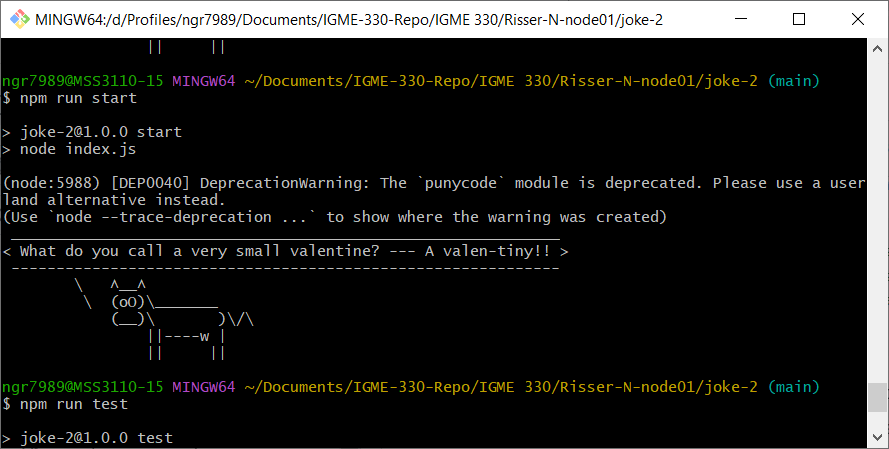 MINGW64:/d/Profiles/ngr7989/Documents/IGME-330-Repo/IGME 330/Risser-N-node01/joke-2
                ||     ||

ngr7989@MSS3110-15 MINGW64 ~/Documents/IGME-330-Repo/IGME 330/Risser-N-node01/joke-2 (main)
$ npm run start

> joke-2@1.0.0 start
> node index.js

(node:5988) [DEP0040] DeprecationWarning: The `punycode` module is deprecated. Please use a user
land alternative instead.
(Use `node --trace-deprecation ...` to show where the warning was created)
 _____________________________________________________________
< What do you call a very small valentine? --- A valen-tiny!! >
 -------------------------------------------------------------
        \   ^__^
         \  (oO)\_______
            (__)\       )\/\
                ||----w |
                ||     ||

ngr7989@MSS3110-15 MINGW64 ~/Documents/IGME-330-Repo/IGME 330/Risser-N-node01/joke-2 (main)
$ npm run test

> joke-2@1.0.0 test